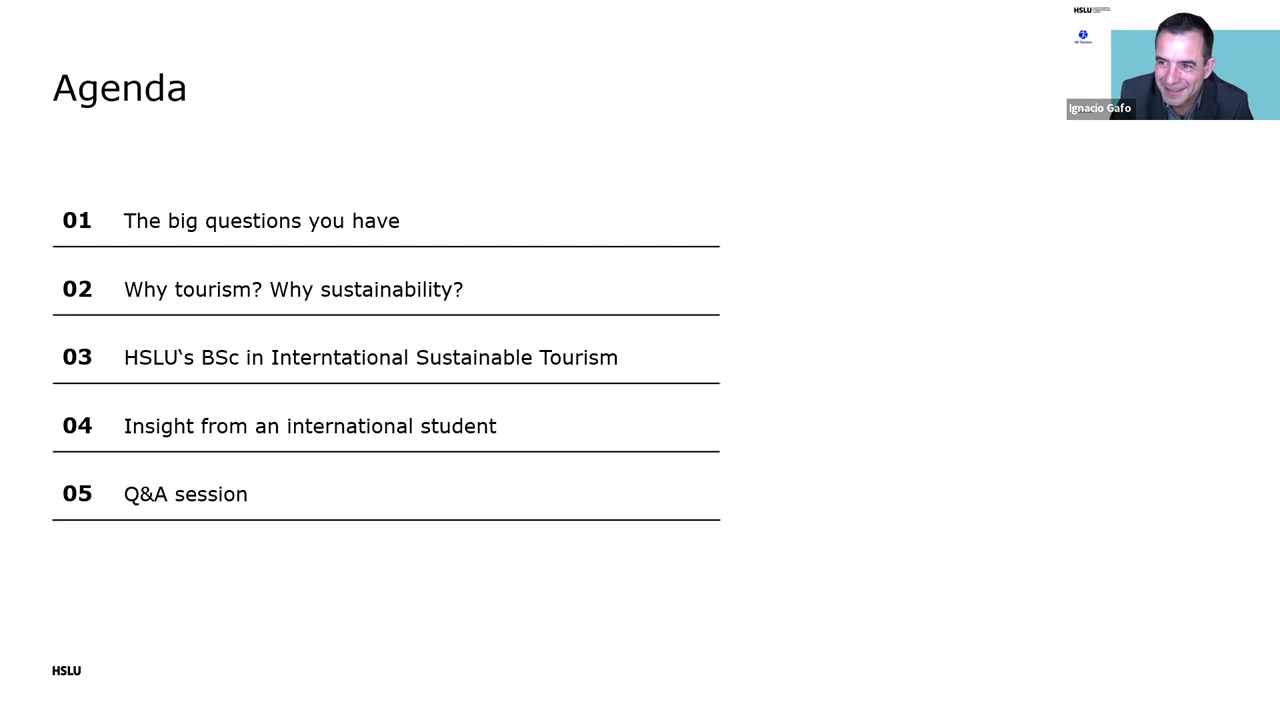 HSLU
Agenda
Ignacio Gafo
01 The big questions you have
02 Why tourism? Why sustainability?
03 HSLU‘s BSc in Interntational Sustainable Tourism
04 Insight from an international student
05 Q&A session
HSLU